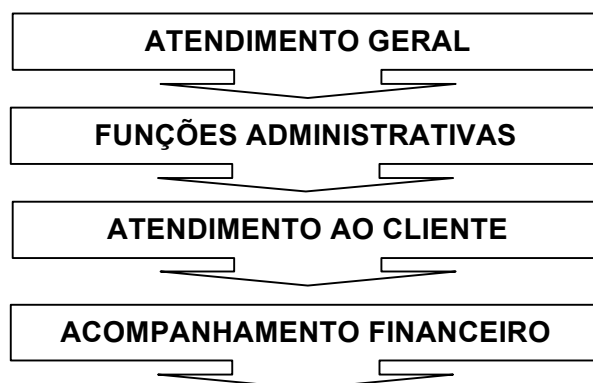 ATENDIMENTO GERAL
FUNÇÕES ADMINISTRATIVAS
ATENDIMENTO AO CLIENTE
ACOMPANHAMENTO FINANCEIRO